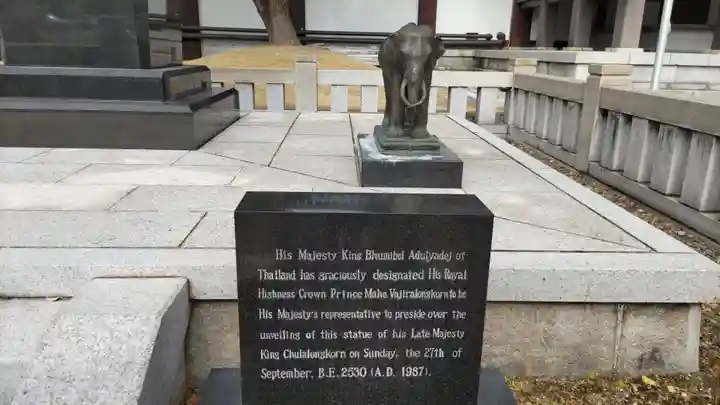 His Majesty King Bhumibol Adulyadej of
Thailand has graciously designated His Royal
Highness Crown Prince Maha Vajiralongkorn to be
His Majesty's representative to preside over the
unveiling of this statue of his Late Majesty
King Chulalongkorn on Sunday, the 27th of
September, B.E. 2530 (A.D. 1987).